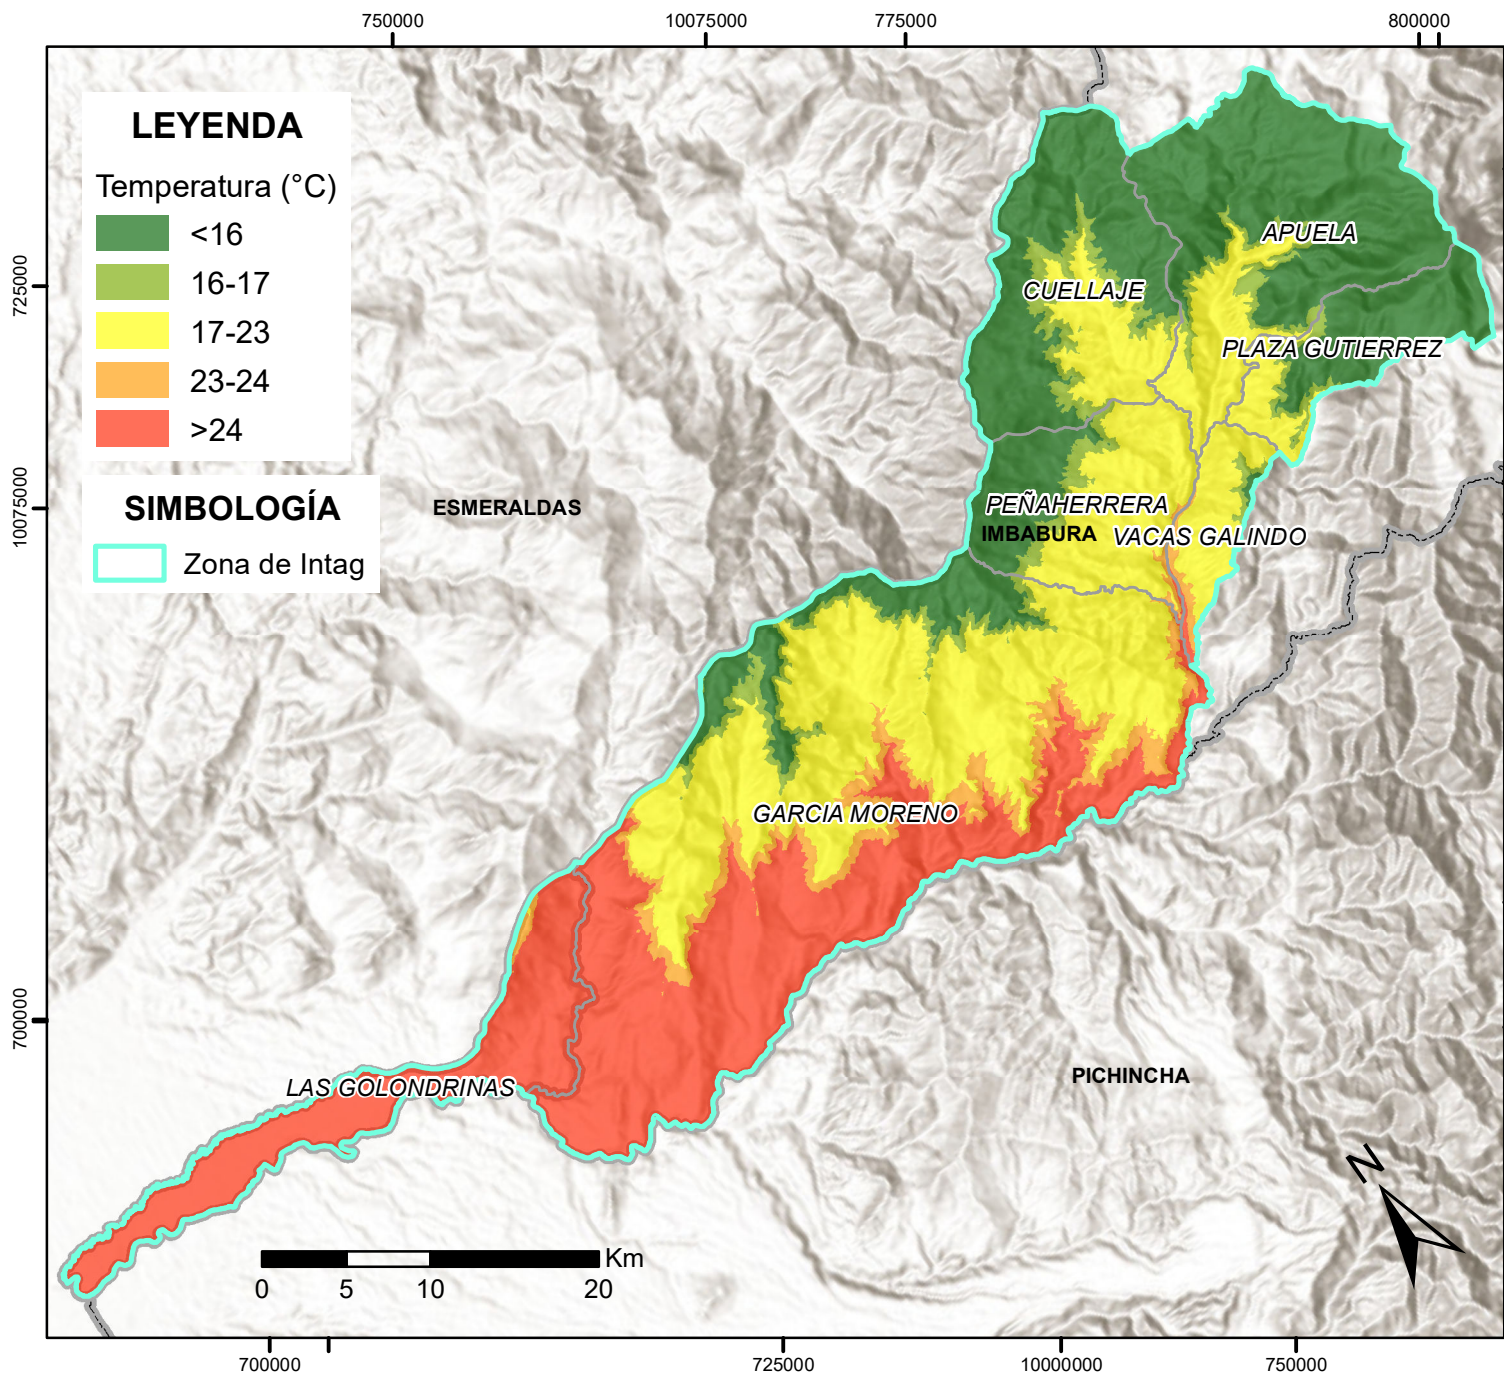 750000
10075000
775000
800000
LEYENDA
Temperatura (°C)
<16
16-17
17-23
23-24
>24
SIMBOLOGÍA
Zona de Intag
725000
10075000
700000
APUELA
CUELLAJE
PLAZA GUTIERREZ
ESMERALDAS
PEÑAHERRERA
IMBABURA
VACAS GALINDO
GARCIA MORENO
PICHINCHA
LAS GOLONDRINAS
N
Km
0
5
10
20
700000
725000
10000000
750000